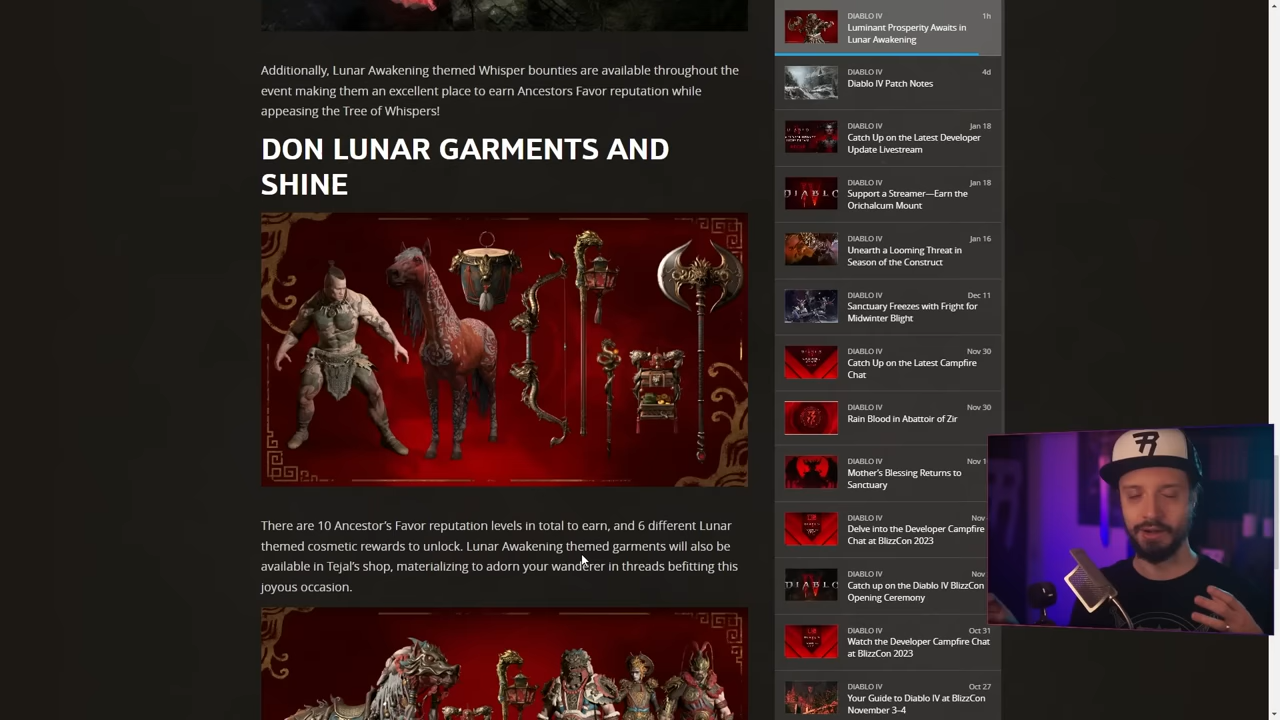 Additionally, Lunar Awakening themed Whisper bounties are available throughout the
event making them an excellent place to earn Ancestors Favor reputation while
appeasing the Tree of Whispers!
DON LUNAR GARMENTS AND
SHINE
There are 10 Ancestor's Favor reputation levels in total to earn, and 6 different Lunar
themed cosmetic rewards to unlock. Lunar Awakening themed garments will also be
available in Tejal's shop, materializing to adorn your wanderer in threads befitting this
joyous occasion.
DIABLO IV 1h
Luminant Prosperity Awaits in
Lunar Awakening
DIABLO IV 4d
Diablo IV Patch Notes
DIABLO IV Jan 18
Catch Up on the Latest Developer
Update Livestream
DIABLO IV Jan 18
Support a Streamer—Earn the
Orichalcum Mount
DIABLO IV Jan 16
Unearth a Looming Threat in
Season of the Construct
DIABLO IV Dec 11
Sanctuary Freezes with Fright for
Midwinter Blight
DIABLO IV Nov 30
Catch Up on the Latest Campfire
Chat
DIABLO IV Nov 30
Rain Blood in Abattoir of Zir
DIABLO IV Nov 1
Mother's Blessing Returns to
Sanctuary
DIABLO IV Nov
Delve into the Developer Campfire
Chat at BlizzCon 2023
DIABLO IV Nov
Catch up on the Diablo IV BlizzCon
Opening Ceremony
DIABLO IV Oct 31
Watch the Developer Campfire Chat
at BlizzCon 2023
DIABLO IV Oct 27
Your Guide to Diablo IV at BlizzCon
November 3–4